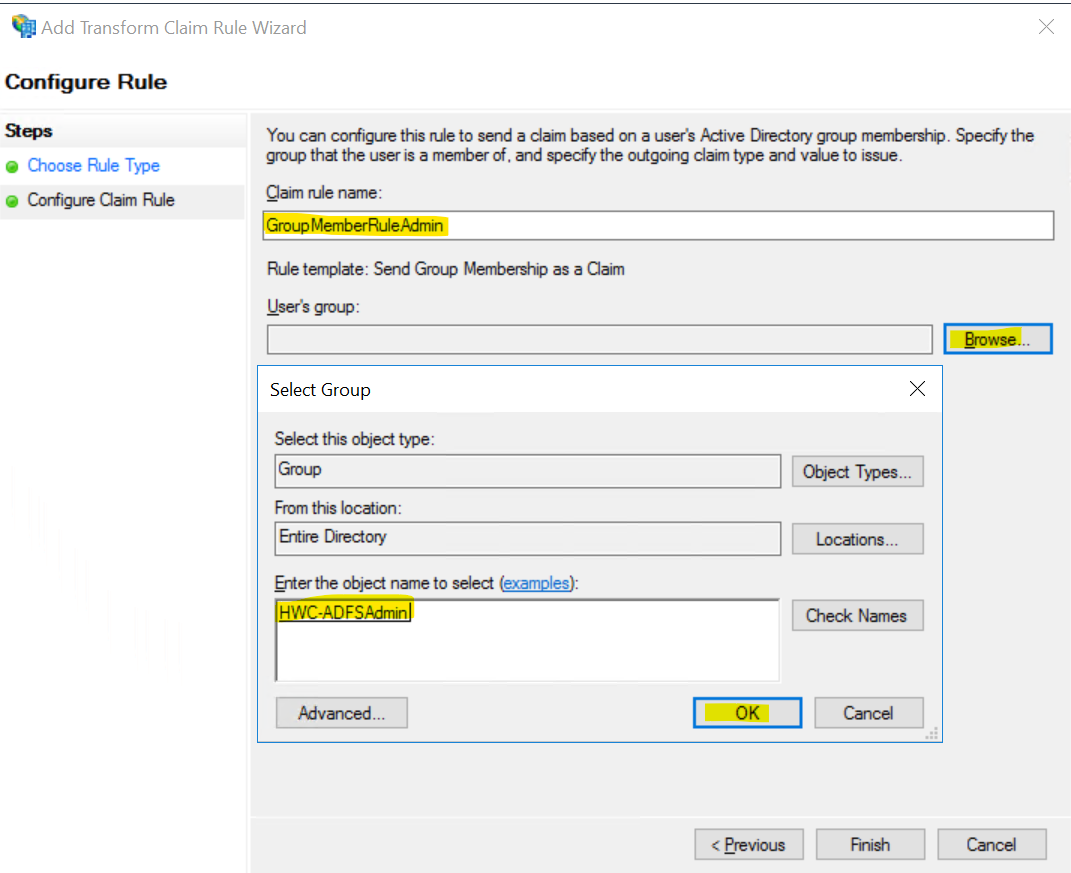 Add Transform Claim Rule Wizard
Configure Rule
Steps
Choose Rule Type
Configure Claim Rule
You can configure this rule to send a claim based on a user's Active Directory group membership. Specify the
group that the user is a member of, and specify the outgoing claim type and value to issue.
Claim rule name:
GroupMemberRuleAdmin
Rule template: Send Group Membership as a Claim
User's group:
Browse...
Select Group
Select this object type:
Group
Object Types...
From this location:
Entire Directory
Locations...
Enter the object name to select (examples):
HWC-ADFSAdmin
Check Names
Advanced...
OK
Cancel
< Previous
Finish
Cancel